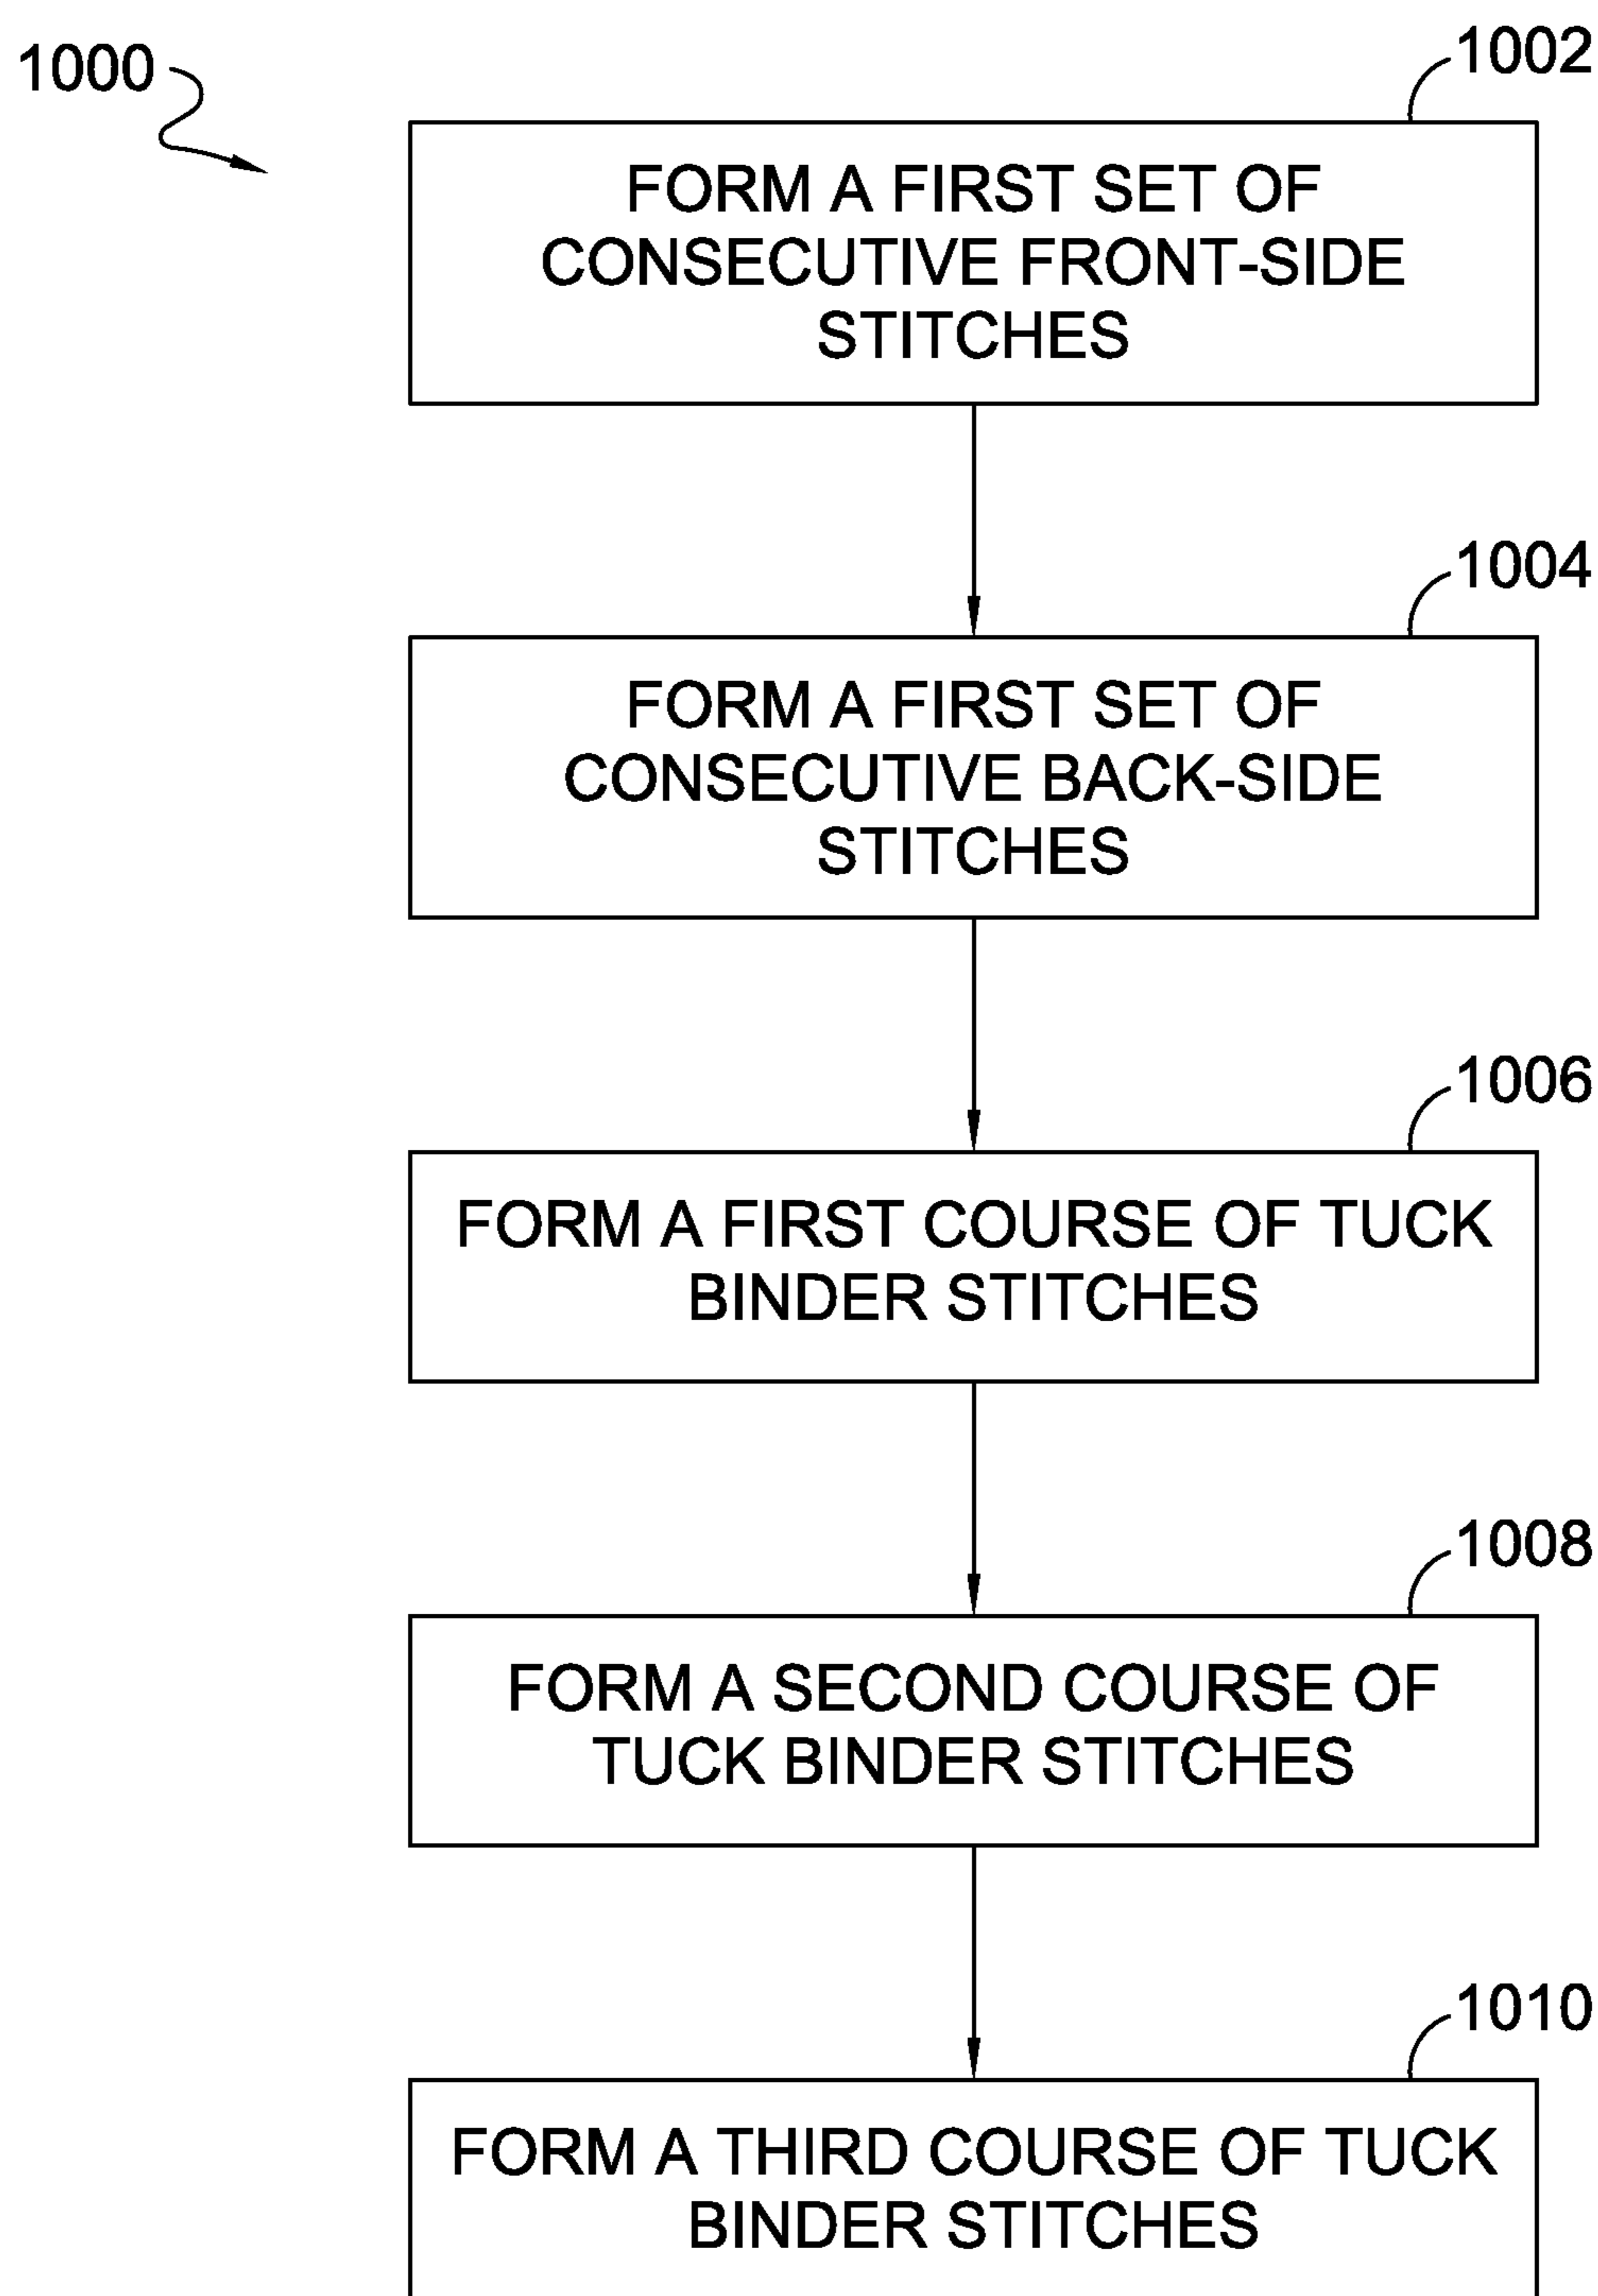 1000
1002
FORM A FIRST SET OF
CONSECUTIVE FRONT-SIDE
STITCHES
1004
FORM A FIRST SET OF
CONSECUTIVE BACK-SIDE
STITCHES
1006
FORM A FIRST COURSE OF TUCK
BINDER STITCHES
1008
FORM A SECOND COURSE OF
TUCK BINDER STITCHES
1010
FORM A THIRD COURSE OF TUCK
BINDER STITCHES